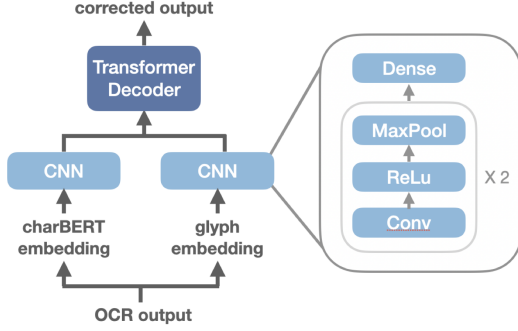 corrected output
Transformer
Decoder
CNN
CNN
charBERT
embedding
glyph
embedding
OCR output
Dense
MaxPool
ReLu
Conv
X 2